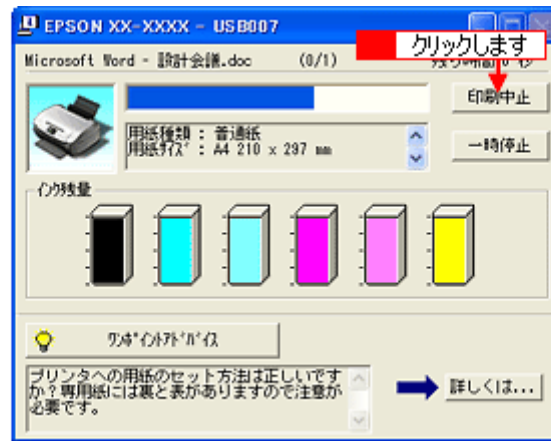 EPSON XX-XXXX - USB007
クリックします
Microsoft Word - 設計会議.doc (0/1)
印刷中止
用紙種類 : 普通紙
用紙ｻｲｽﾞ : A4 210 x 297 mm
一時停止
ｲﾝｸ残量
ﾜﾝﾎﾟｲﾝﾄｱﾄﾞﾊﾞｲｽ
プリンタへの用紙のセット方法は正しいです
か？専用紙には裏と表がありますので注意が
必要です。
詳しくは...